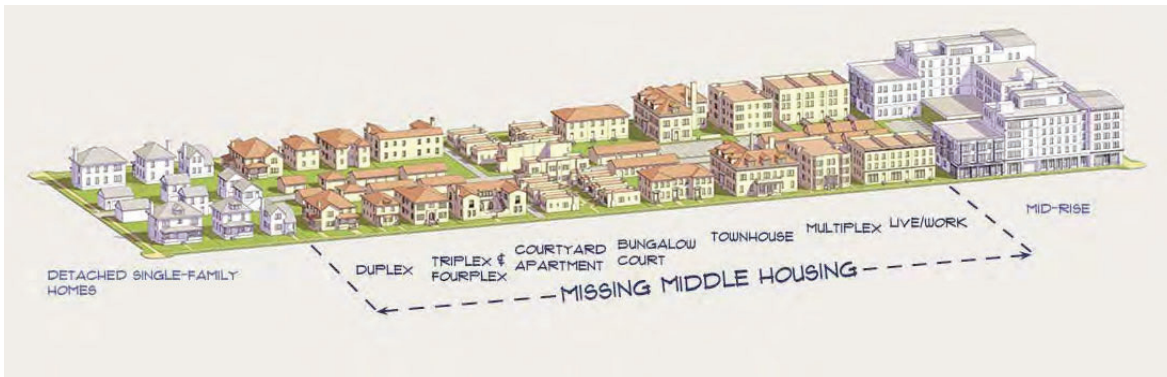 DETACHED SINGLE-FAMILY
HOMES
DUPLEX
TRIPLEX &
FOURPLEX
COURTYARD
APARTMENT
BUNGALOW
COURT
TOWNHOUSE
MULTIPLEX
LIVE/WORK
MID-RISE
MISSING MIDDLE HOUSING